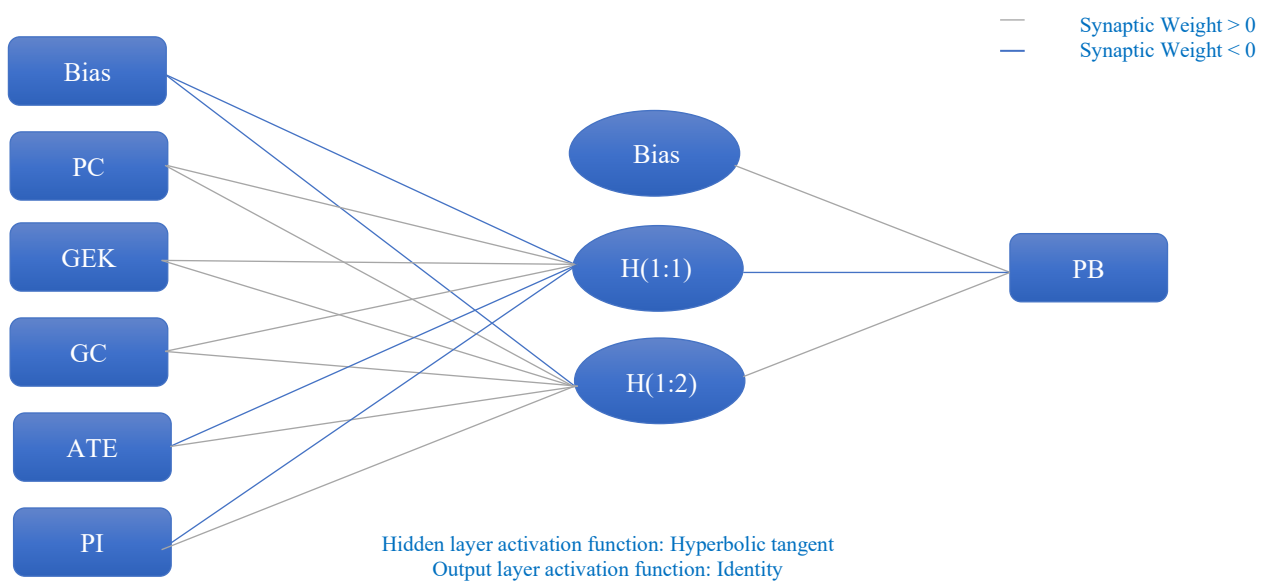 Synaptic Weight > 0
Synaptic Weight < 0
Bias
PC
GEK
GC
ATE
PI
Bias
H(1:1)
H(1:2)
PB
Hidden layer activation function: Hyperbolic tangent
Output layer activation function: Identity